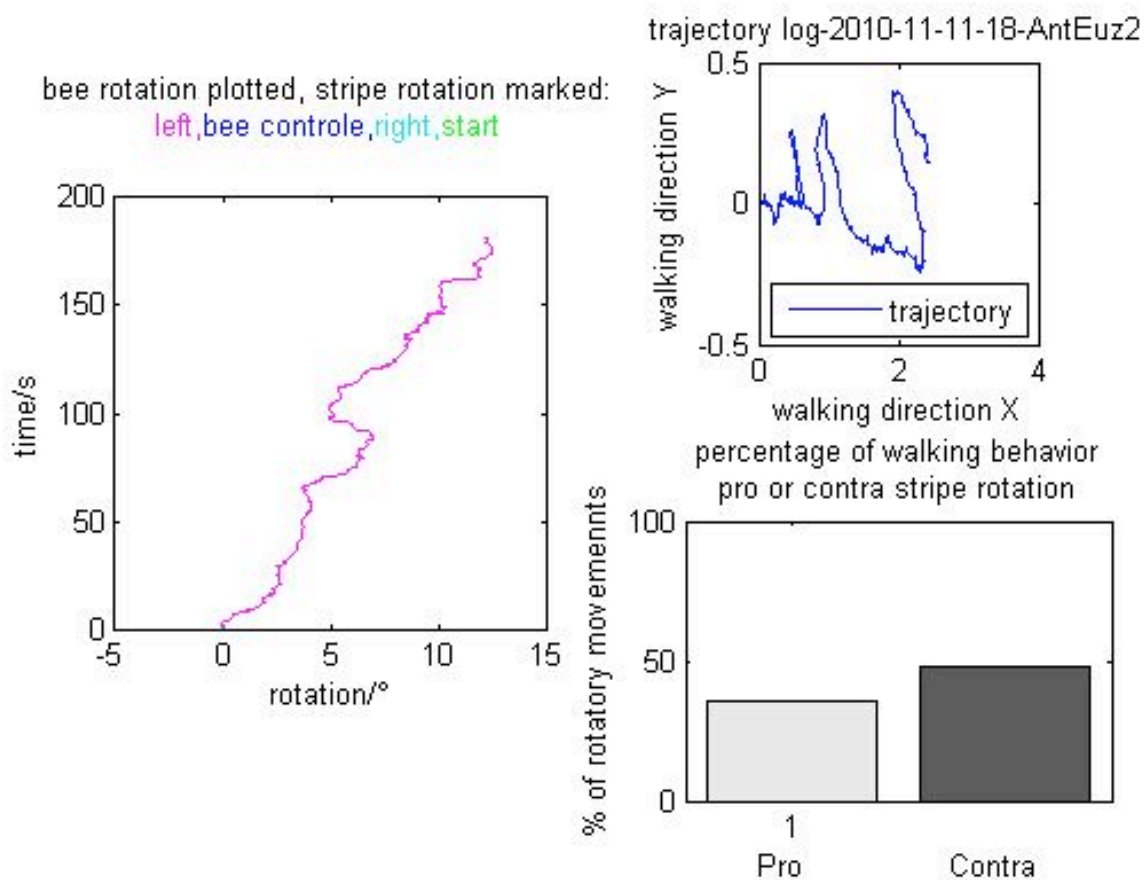 bee rotation plotted, stripe rotation marked:
left,bee controle,right,start
200
150
100
50
0
time/s
-5
0
5
10
15
rotation/°
trajectory log-2010-11-11-18-AntEuz2
0.5
0
-0.5
walking direction Y
trajectory
0
2
4
walking direction X
percentage of walking behavior
pro or contra stripe rotation
100
50
0
% of rotatory movemennts
1
Pro
Contra